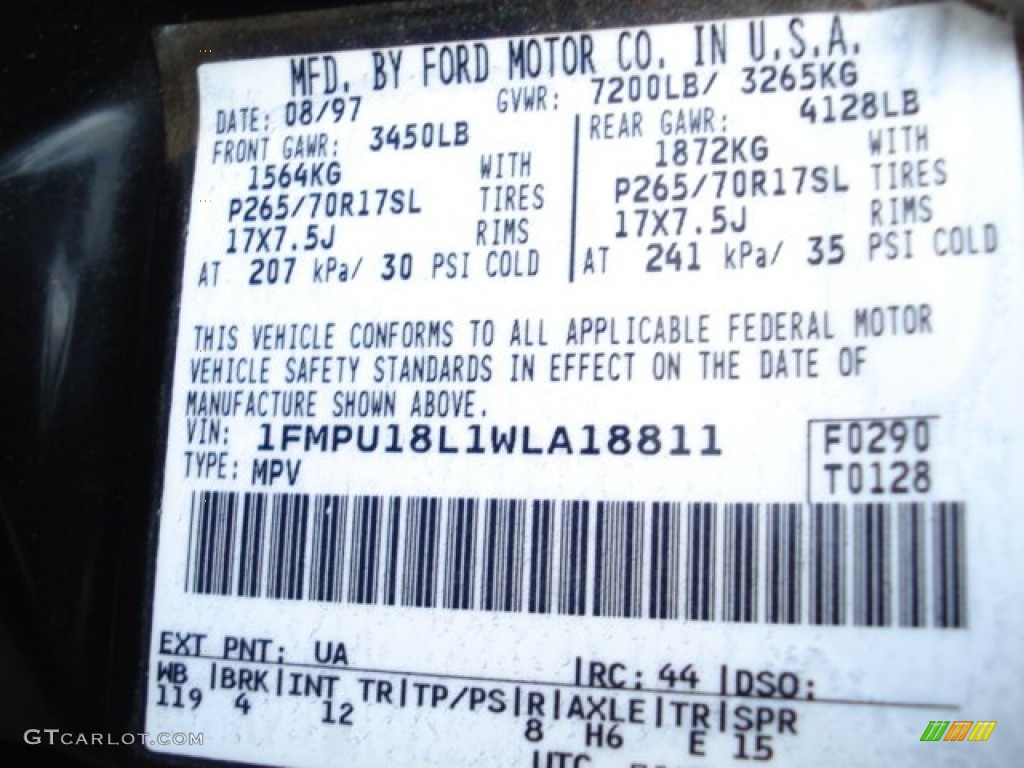 MFD. BY FORD MOTOR CO. IN U.S.A.
DATE: 08/97 GVWR: 7200LB/ 3265KG
FRONT GAWR: 3450LB REAR GAWR: 4128LB
1564KG WITH 1872KG WITH
P265/70R17SL TIRES P265/70R17SL TIRES
17X7.5J RIMS 17X7.5J RIMS
AT 207 kPa/ 30 PSI COLD AT 241 kPa/ 35 PSI COLD
THIS VEHICLE CONFORMS TO ALL APPLICABLE FEDERAL MOTOR
VEHICLE SAFETY STANDARDS IN EFFECT ON THE DATE OF
MANUFACTURE SHOWN ABOVE.
VIN: 1FMPU18L1WLA18811 F0290
TYPE: MPV T0128
EXT PNT: UA |RC: 44 |DSO:
WB |BRK|INT TR|TP/PS|R|AXLE|TR|SPR
119 4 12 8 H6 E 15
UTC
GTCARLOT.COM